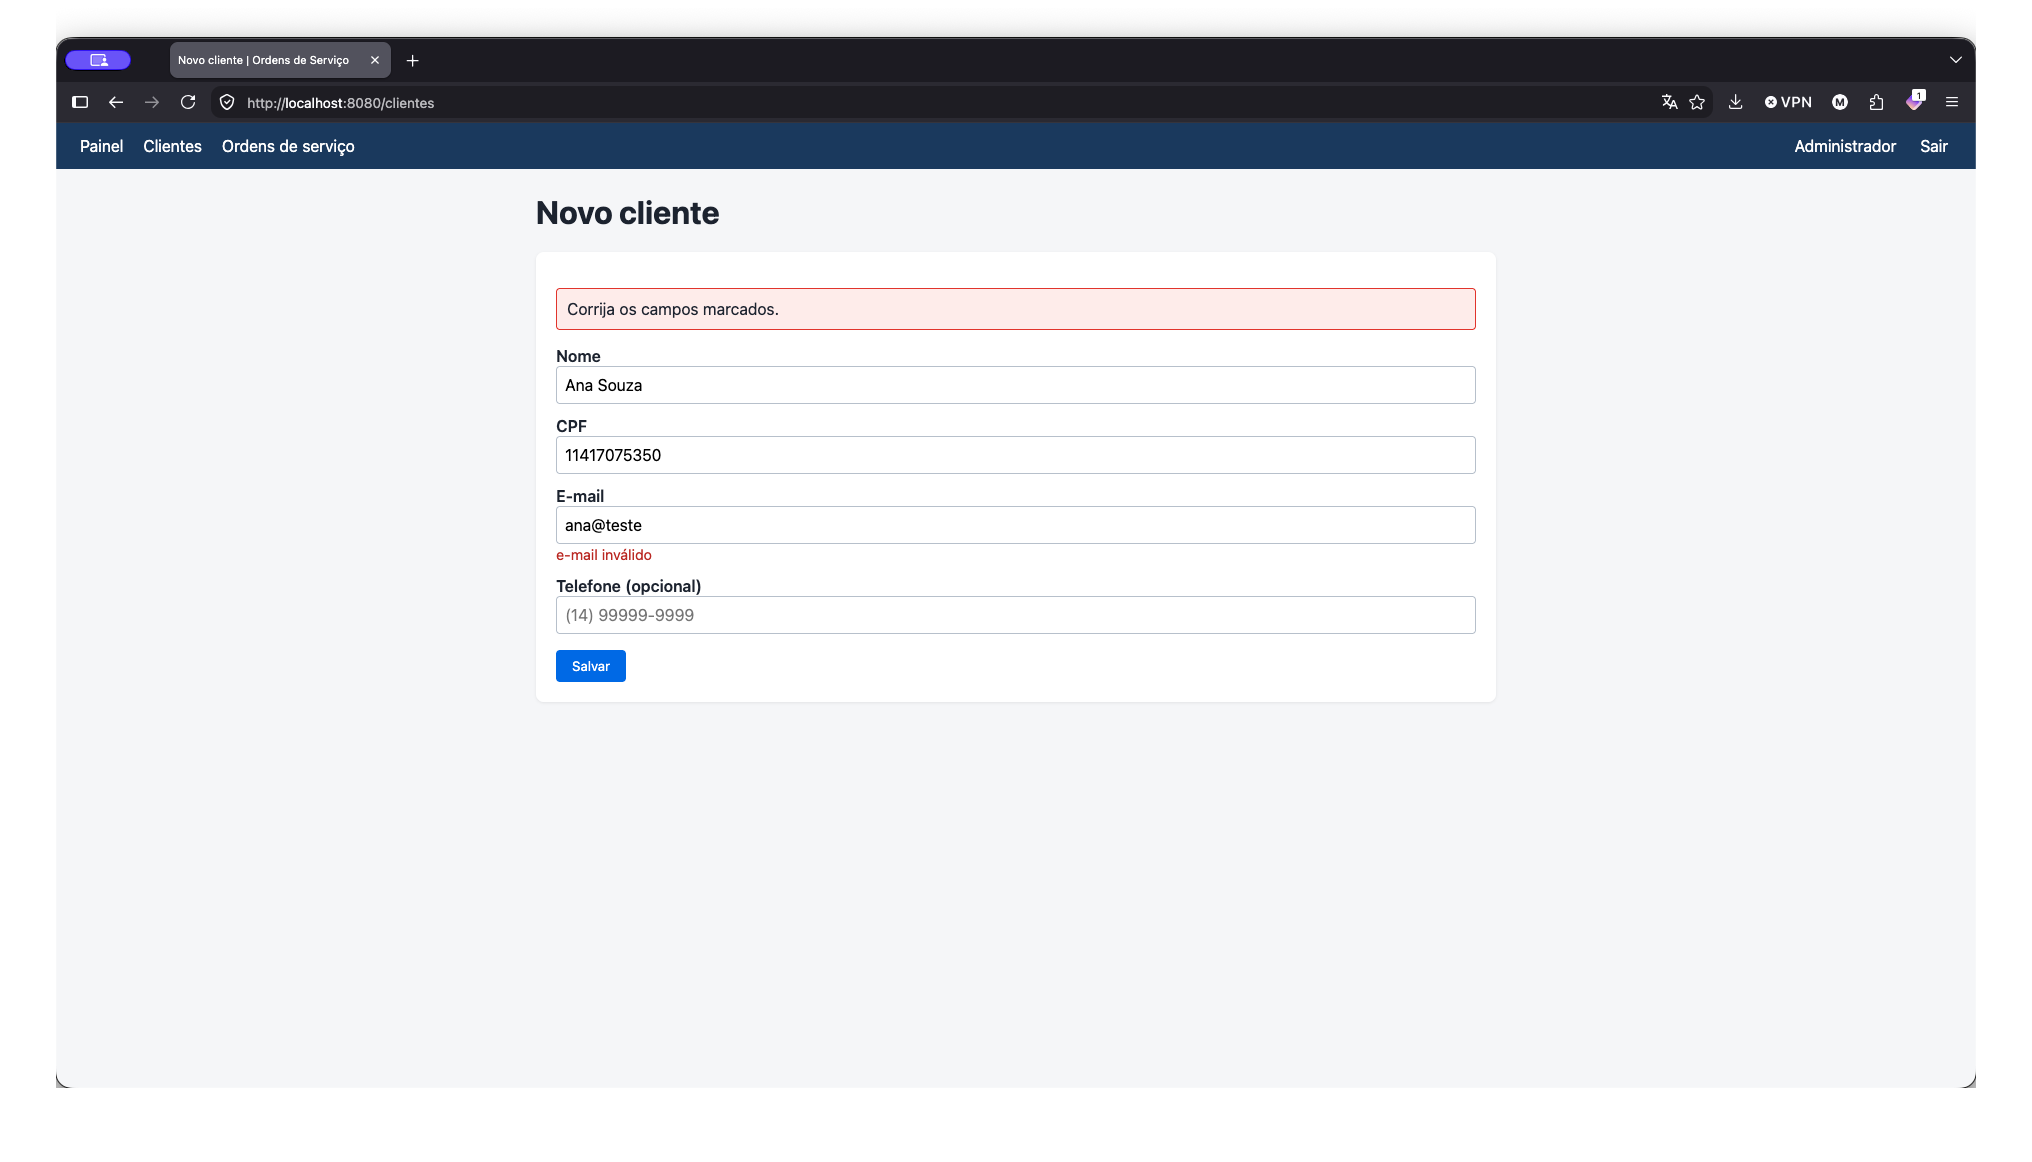 Novo cliente | Ordens de Serviço
http://localhost:8080/clientes
VPN
M
1
Painel Clientes Ordens de serviço Administrador Sair
Novo cliente
Corrija os campos marcados.
Nome
Ana Souza
CPF
11417075350
E-mail
ana@teste
e-mail inválido
Telefone (opcional)
(14) 99999-9999
Salvar